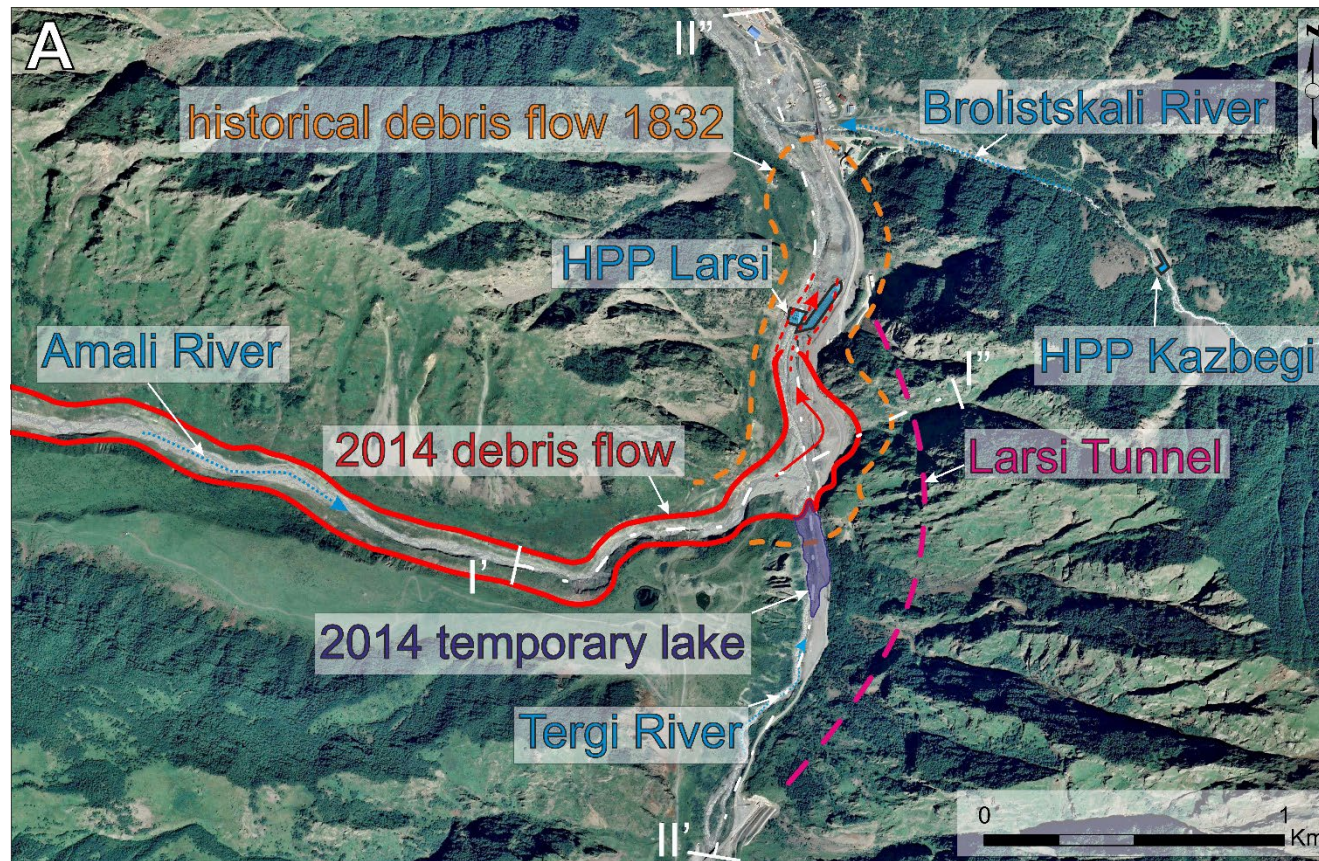 A
II”
N
historical debris flow 1832
Brolistskali River
HPP Larsi
Amali River
HPP Kazbegi
I”
2014 debris flow
Larsi Tunnel
I’
2014 temporary lake
Tergi River
0 1
Km
II’